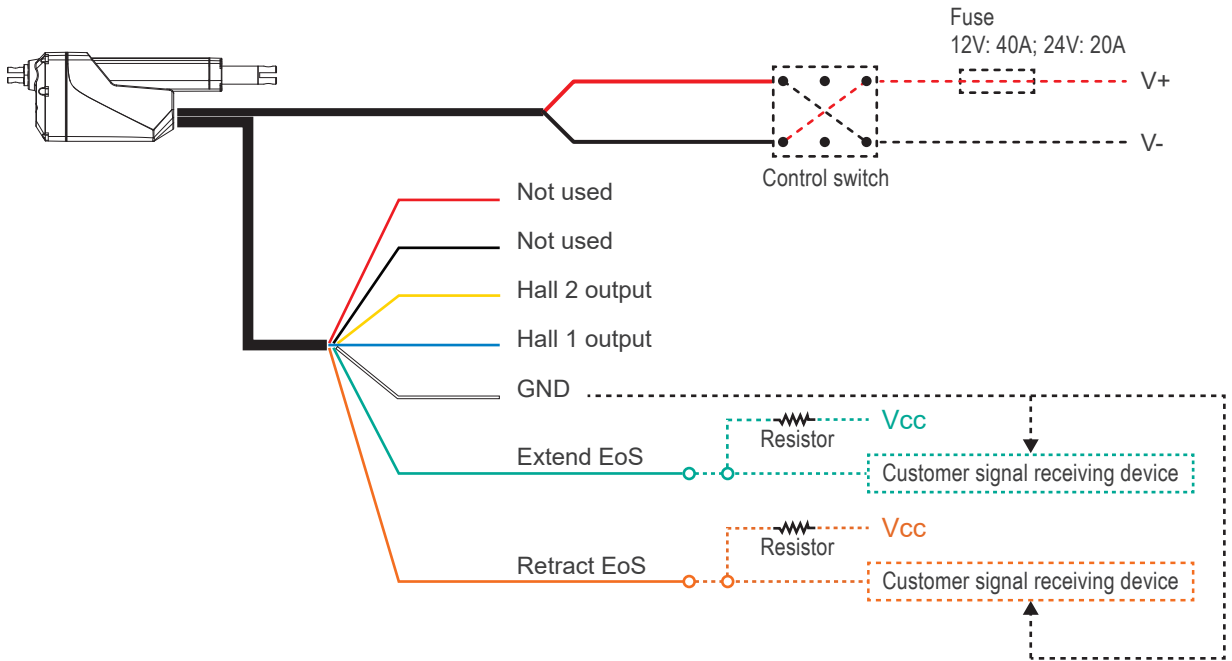 Fuse
12V: 40A; 24V: 20A
V+
V-
Control switch
Not used
Not used
Hall 2 output
Hall 1 output
GND
Vcc
Resistor
Extend EoS
Customer signal receiving device
Vcc
Resistor
Retract EoS
Customer signal receiving device